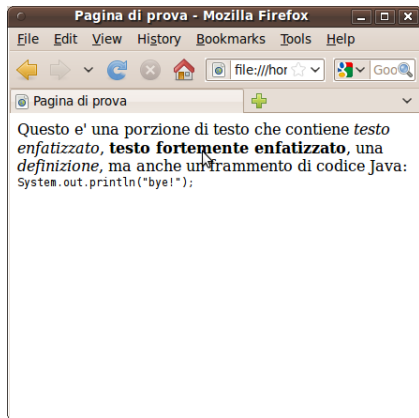 Pagina di prova - Mozilla Firefox
File Edit View History Bookmarks Tools Help
file:///hor Goo
Pagina di prova
Questo e' una porzione di testo che contiene testo
enfatizzato, testo fortemente enfatizzato, una
definizione, ma anche un frammento di codice Java:
System.out.println("bye!");